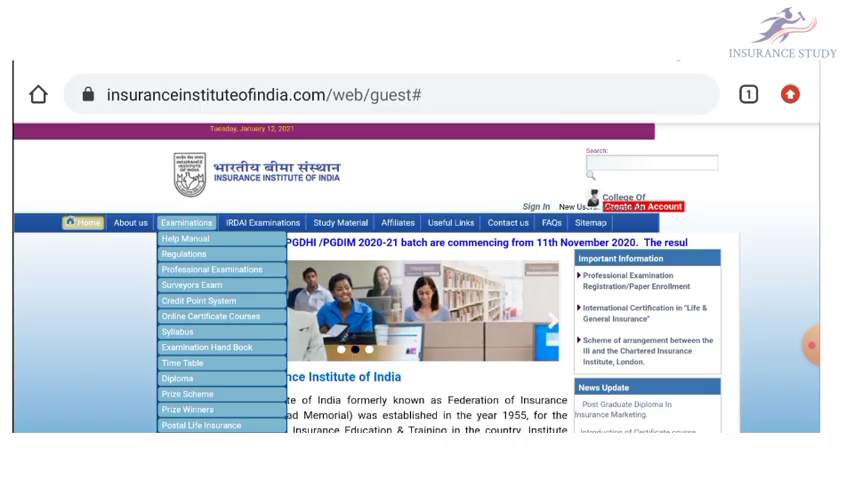 INSURANCE STUDY
insuranceinstituteofindia.com/web/guest#
1
Tuesday, January 12, 2021
भारतीय बीमा संस्थान
INSURANCE INSTITUTE OF INDIA
Search:
College Of
Sign In New Create An Account
Home About us Examinations IRDAI Examinations Study Material Affiliates Useful Links Contact us FAQs Sitemap
PGDHI /PGDIM 2020-21 batch are commencing from 11th November 2020. The resul
Help Manual
Regulations
Professional Examinations
Surveyors Exam
Credit Point System
Online Certificate Courses
Syllabus
Examination Hand Book
Time Table
Diploma
Prize Scheme
Prize Winners
Postal Life Insurance
nce Institute of India
te of India formerly known as Federation of Insurance
ad Memorial) was established in the year 1955, for the
Insurance Education & Training in the country. Institute
Important Information
Professional Examination
Registration/Paper Enrollment
International Certification in "Life &
General Insurance"
Scheme of arrangement between the
III and the Chartered Insurance
Institute, London.
News Update
Post Graduate Diploma In
Insurance Marketing.
Introduction of Certificate course